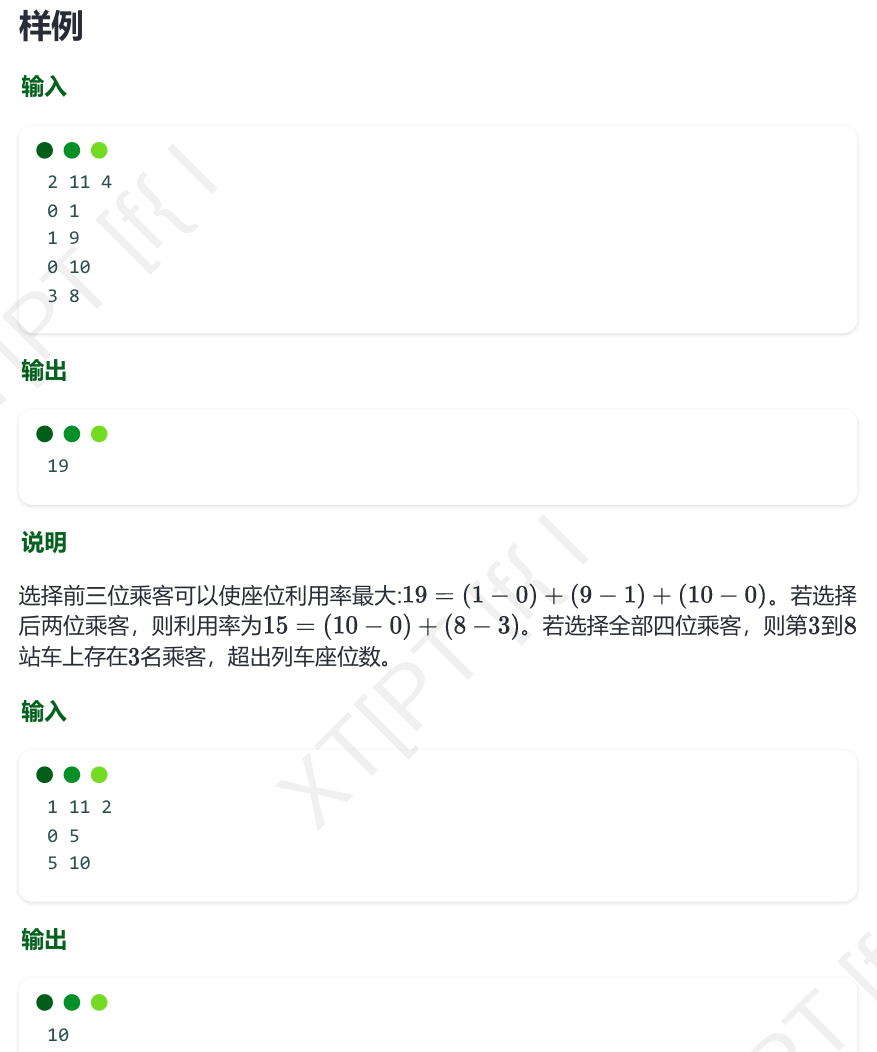 样例
输入
2 11 4
0 1
1 9
0 10
3 8
输出
19
说明
选择前三位乘客可以使座位利用率最大:19 = (1 − 0) + (9 − 1) + (10 − 0)。若选择
后两位乘客，则利用率为15 = (10 − 0) + (8 − 3)。若选择全部四位乘客，则第3到8
站车上存在3名乘客，超出列车座位数。
输入
1 11 2
0 5
5 10
输出
10